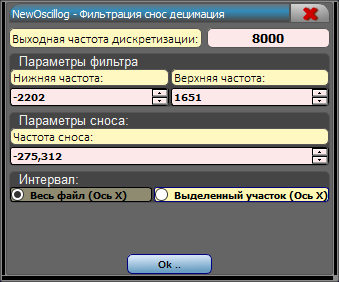 NewOscillog - Фильтрация снос децимация
Выходная частота дискретизации: 8000
Параметры фильтра
Нижняя частота: Верхняя частота:
-2202 1651
Параметры сноса:
Частота сноса:
-275,312
Интервал:
Весь файл (Ось X) Выделенный участок (Ось X)
Ok ..